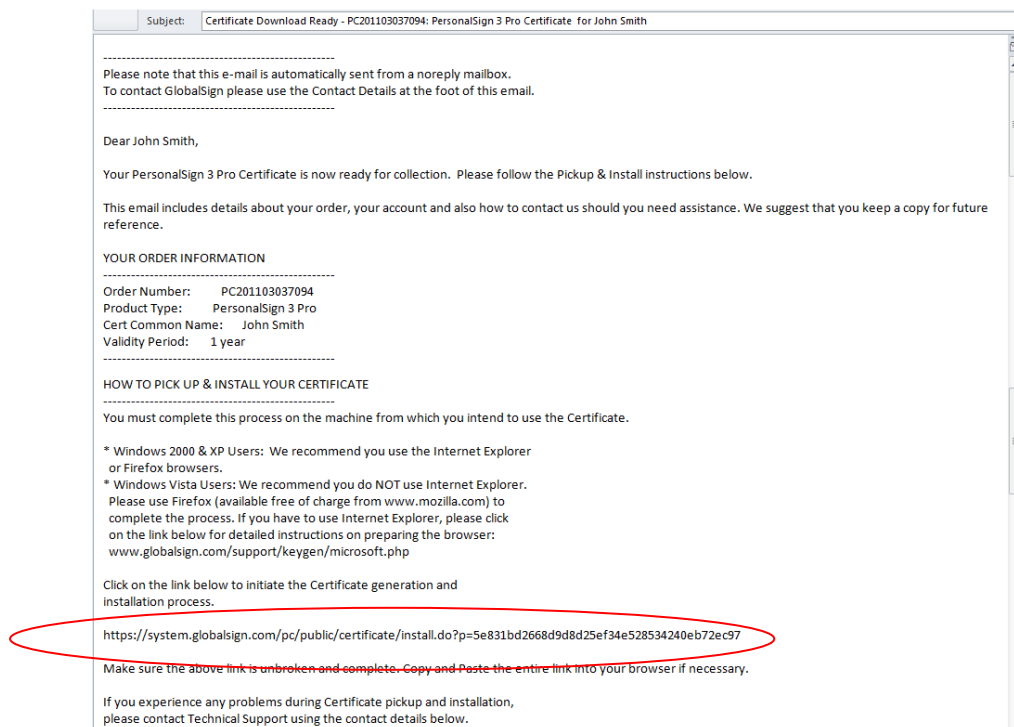 Subject: Certificate Download Ready - PC201103037094: PersonalSign 3 Pro Certificate for John Smith
-------------------------------------------------
Please note that this e-mail is automatically sent from a noreply mailbox.
To contact GlobalSign please use the Contact Details at the foot of this email.
-------------------------------------------------
Dear John Smith,
Your PersonalSign 3 Pro Certificate is now ready for collection. Please follow the Pickup & Install instructions below.
This email includes details about your order, your account and also how to contact us should you need assistance. We suggest that you keep a copy for future
reference.
YOUR ORDER INFORMATION
-------------------------------------------------
Order Number: PC201103037094
Product Type: PersonalSign 3 Pro
Cert Common Name: John Smith
Validity Period: 1 year
-------------------------------------------------
HOW TO PICK UP & INSTALL YOUR CERTIFICATE
-------------------------------------------------
You must complete this process on the machine from which you intend to use the Certificate.
* Windows 2000 & XP Users: We recommend you use the Internet Explorer
or Firefox browsers.
* Windows Vista Users: We recommend you do NOT use Internet Explorer.
Please use Firefox (available free of charge from www.mozilla.com) to
complete the process. If you have to use Internet Explorer, please click
on the link below for detailed instructions on preparing the browser:
www.globalsign.com/support/keygen/microsoft.php
Click on the link below to initiate the Certificate generation and
installation process.
https://system.globalsign.com/pc/public/certificate/install.do?p=5e831bd2668d9d8d25ef34e528534240eb72ec97
Make sure the above link is unbroken and complete. Copy and Paste the entire link into your browser if necessary.
If you experience any problems during Certificate pickup and installation,
please contact Technical Support using the contact details below.